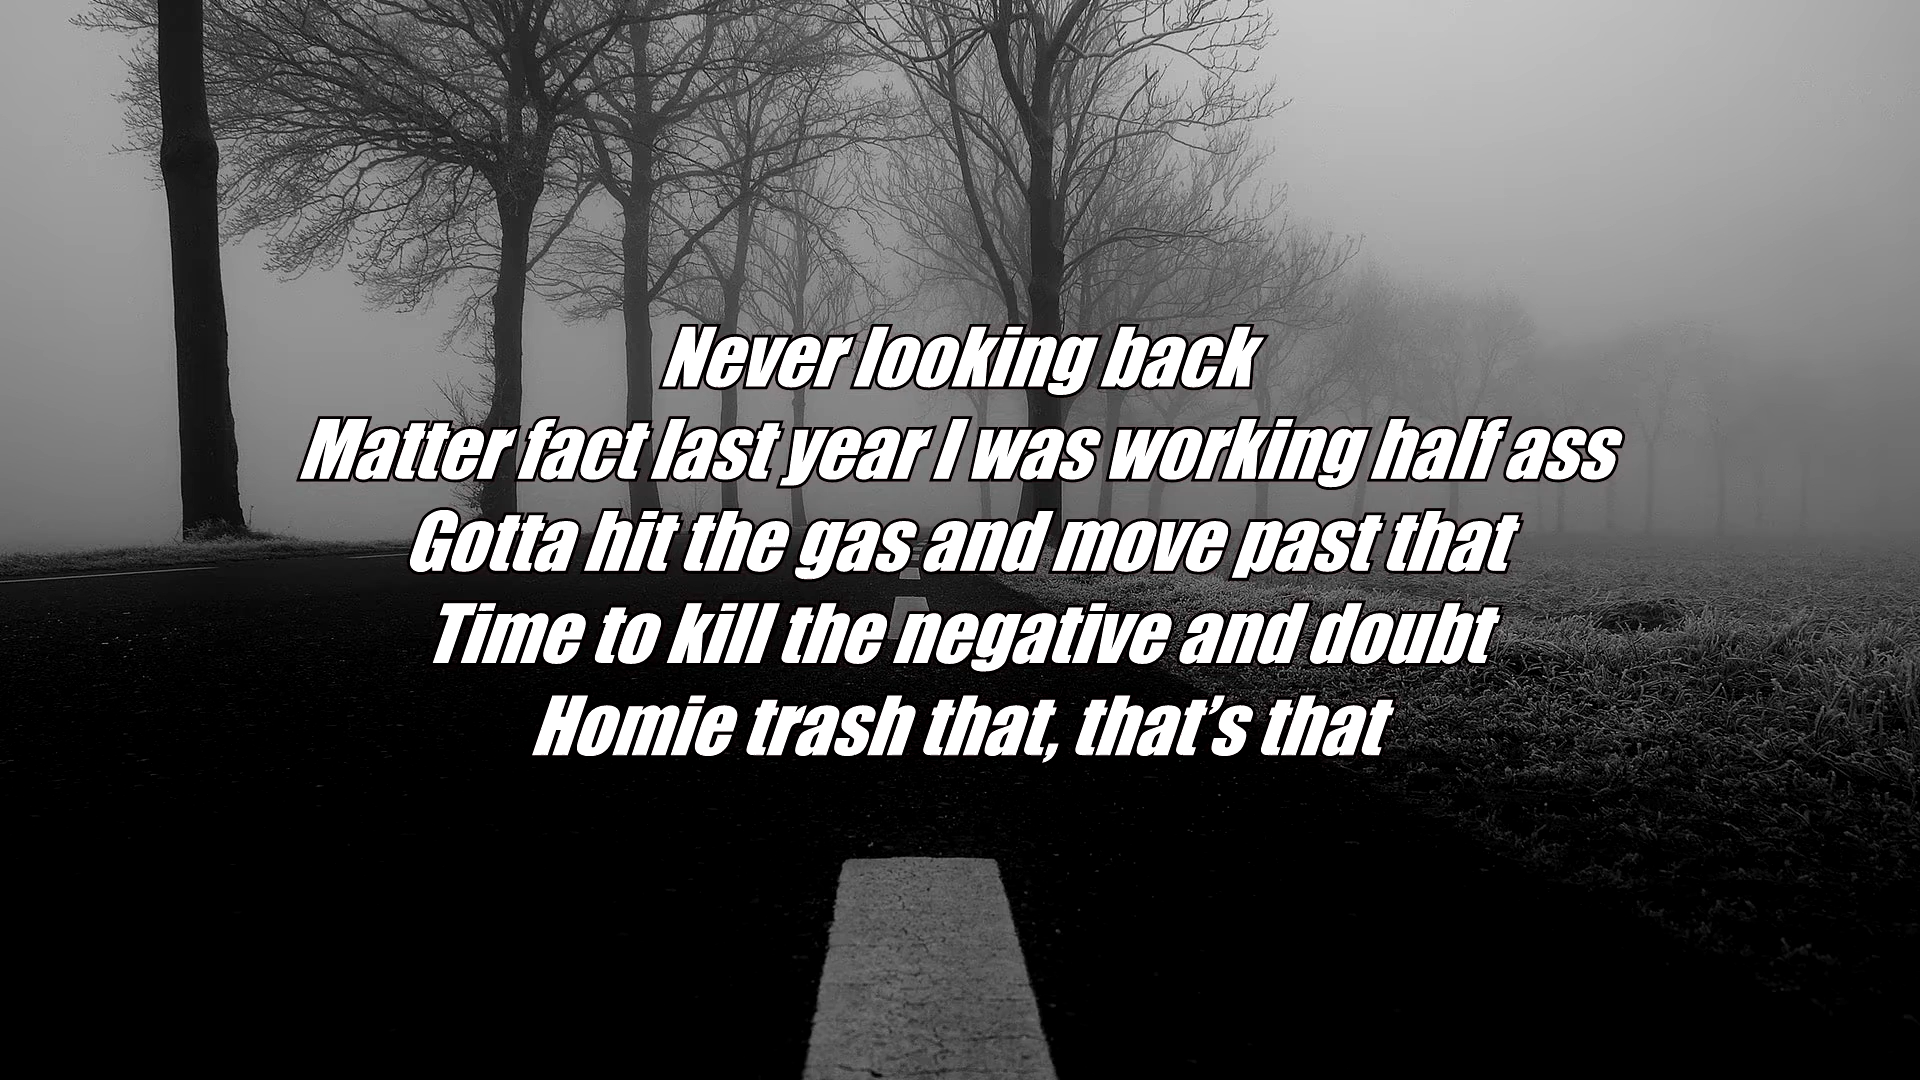 Never looking back
Matter fact last year I was working half ass
Gotta hit the gas and move past that
Time to kill the negative and doubt
Homie trash that, that’s that